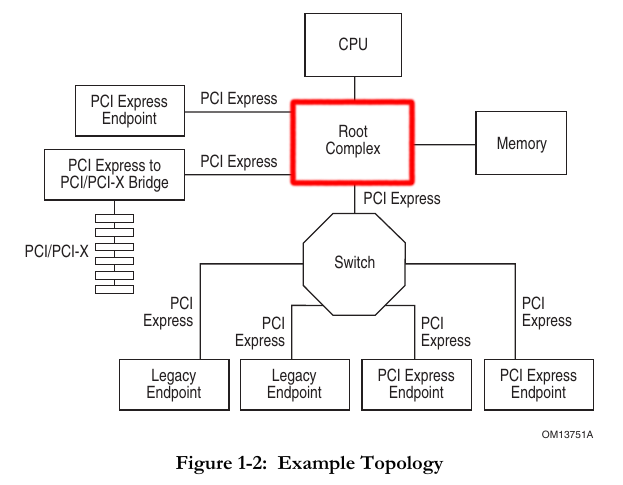 CPU
PCI Express
Endpoint
PCI Express
Root
Complex
Memory
PCI Express to
PCI/PCI-X Bridge
PCI Express
PCI Express
PCI/PCI-X
Switch
PCI
Express
PCI
Express
PCI
Express
PCI
Express
Legacy
Endpoint
Legacy
Endpoint
PCI Express
Endpoint
PCI Express
Endpoint
OM13751A
Figure 1-2: Example Topology